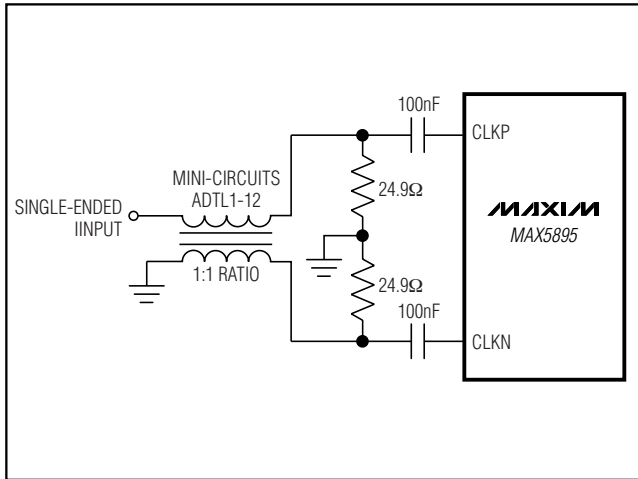 100nF
CLKP
MINI-CIRCUITS
ADTL1-12
24.9Ω
SINGLE-ENDED
IINPUT
MAXIM
MAX5895
1:1 RATIO
24.9Ω
100nF
CLKN